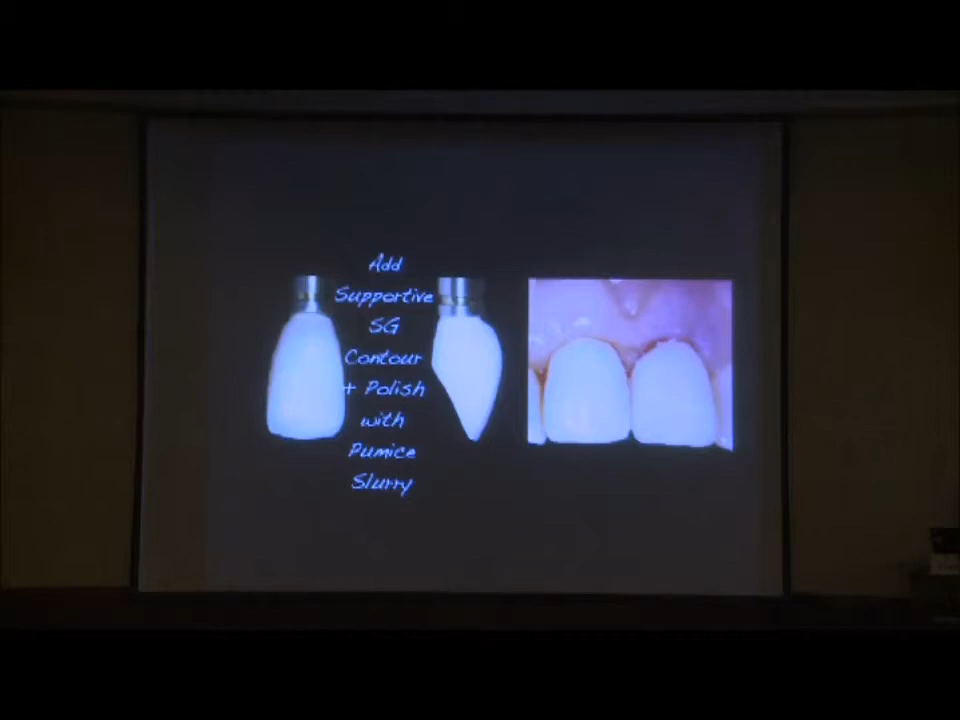 Add
Supportive
SG
Contour
+ Polish
with
Pumice
Slurry